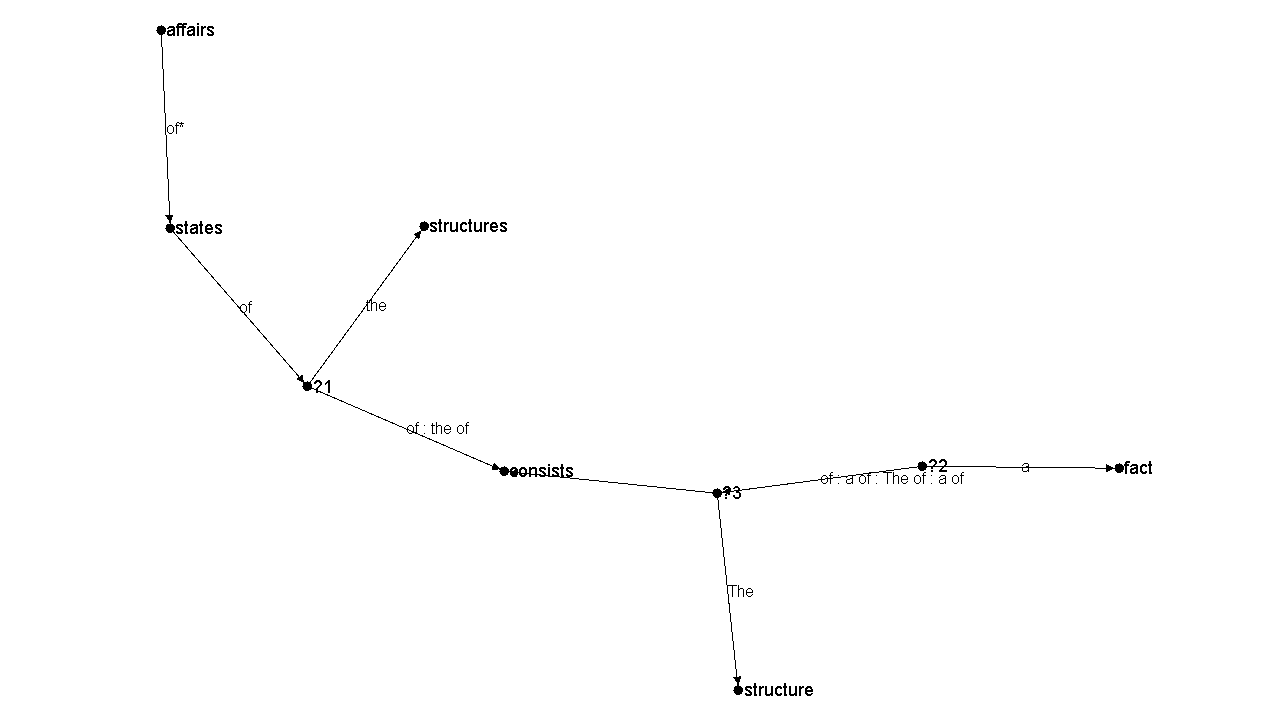 affairs
of*
states
structures
of
the
?1
of : the of
consists
?2
a
fact
of : a of : The of : a of
?3
The
structure